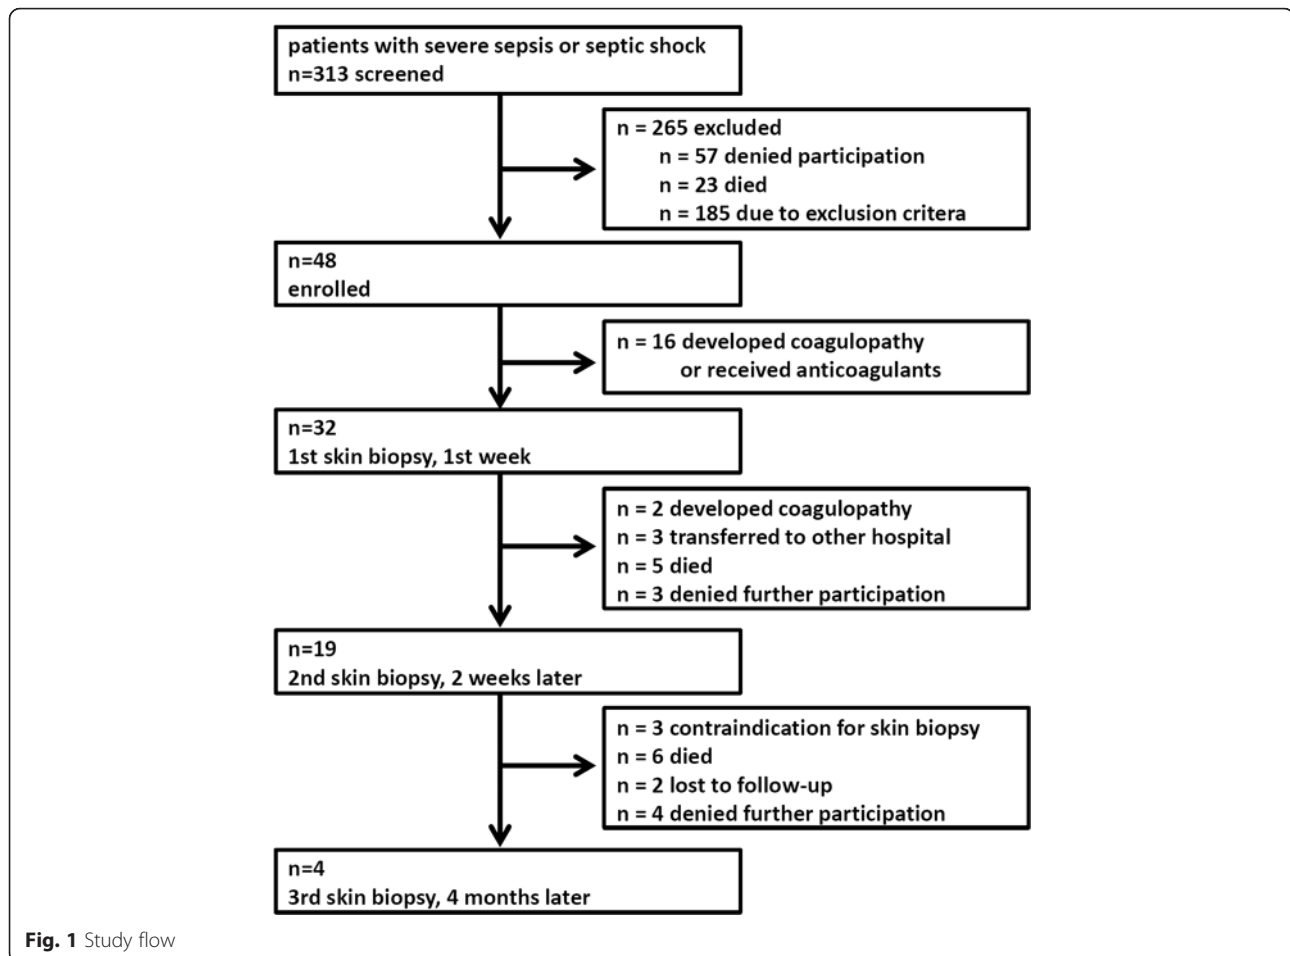 patients with severe sepsis or septic shock
n=313 screened
n = 265 excluded
n = 57 denied participation
n = 23 died
n = 185 due to exclusion critera
n=48
enrolled
n = 16 developed coagulopathy
or received anticoagulants
n=32
1st skin biopsy, 1st week
n = 2 developed coagulopathy
n = 3 transferred to other hospital
n = 5 died
n = 3 denied further participation
n=19
2nd skin biopsy, 2 weeks later
n = 3 contraindication for skin biopsy
n = 6 died
n = 2 lost to follow-up
n = 4 denied further participation
n=4
3rd skin biopsy, 4 months later
Fig. 1 Study flow